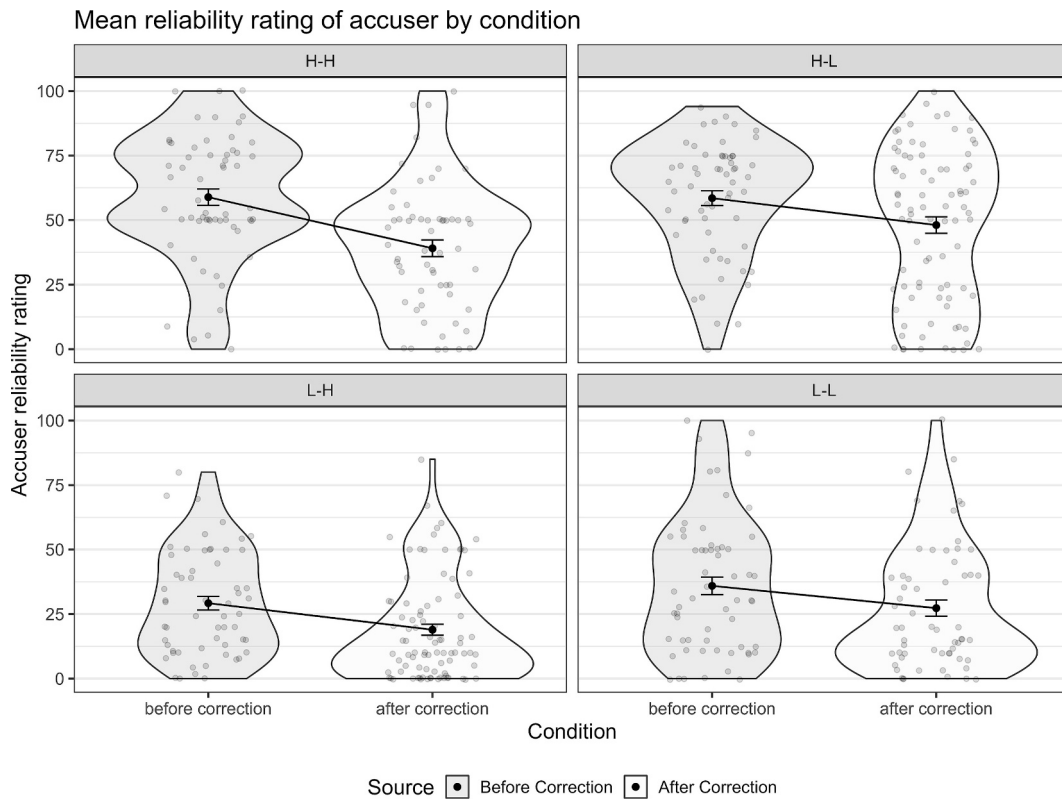 Mean reliability rating of accuser by condition
H-H
H-L
100
75
50
25
0
L-H
L-L
100
75
50
25
0
Accuser reliability rating
before correction
after correction
before correction
after correction
Condition
Source
Before Correction
After Correction